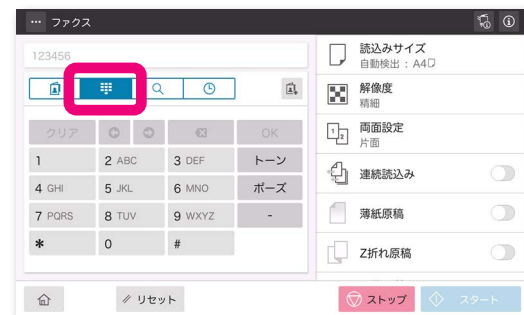 ファクス
123456
クリア
OK
1
2 ABC
3 DEF
トーン
4 GHI
5 JKL
6 MNO
ポーズ
7 PQRS
8 TUV
9 WXYZ
-
*
0
#
読込みサイズ
自動検出 : A4
解像度
精細
両面設定
片面
連続読込み
薄紙原稿
Z折れ原稿
リセット
ストップ
スタート